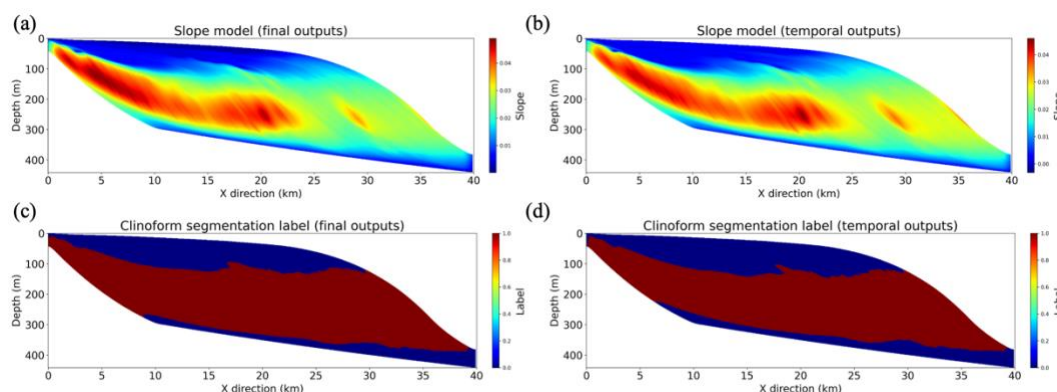 (a)
Slope model (final outputs)
0
100
200
300
400
Depth (m)
0 5 10 15 20 25 30 35 40
X direction (km)
0.04
0.03
0.02
0.01
Slope
(b)
Slope model (temporal outputs)
0
100
200
300
400
Depth (m)
0 5 10 15 20 25 30 35 40
X direction (km)
0.04
0.03
0.02
0.01
0.00
Slope
(c)
Clinoform segmentation label (final outputs)
0
100
200
300
400
Depth (m)
0 5 10 15 20 25 30 35 40
X direction (km)
1.0
0.8
0.6
0.4
0.2
0.0
Label
(d)
Clinoform segmentation label (temporal outputs)
0
100
200
300
400
Depth (m)
0 5 10 15 20 25 30 35 40
X direction (km)
1.0
0.8
0.6
0.4
0.2
0.0
Label